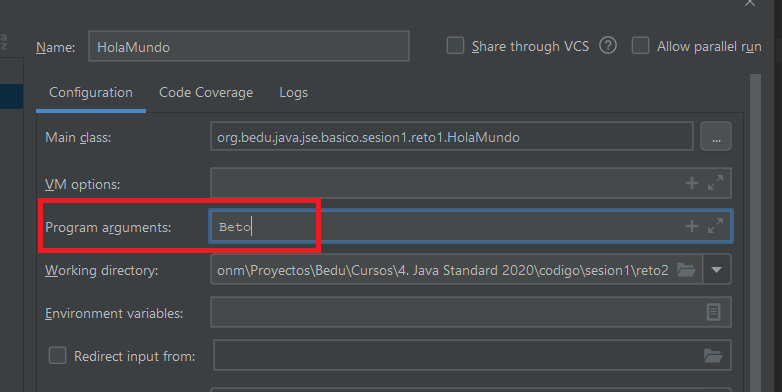 Name: HolaMundo Share through VCS ? Allow parallel run
Configuration Code Coverage Logs
Main class: org.bedu.java.jse.basico.sesion1.reto1.HolaMundo ...
VM options:
Program arguments: Beto
Working directory: onm\Proyectos\Bedu\Cursos\4. Java Standard 2020\codigo\sesion1\reto2
Environment variables:
Redirect input from: